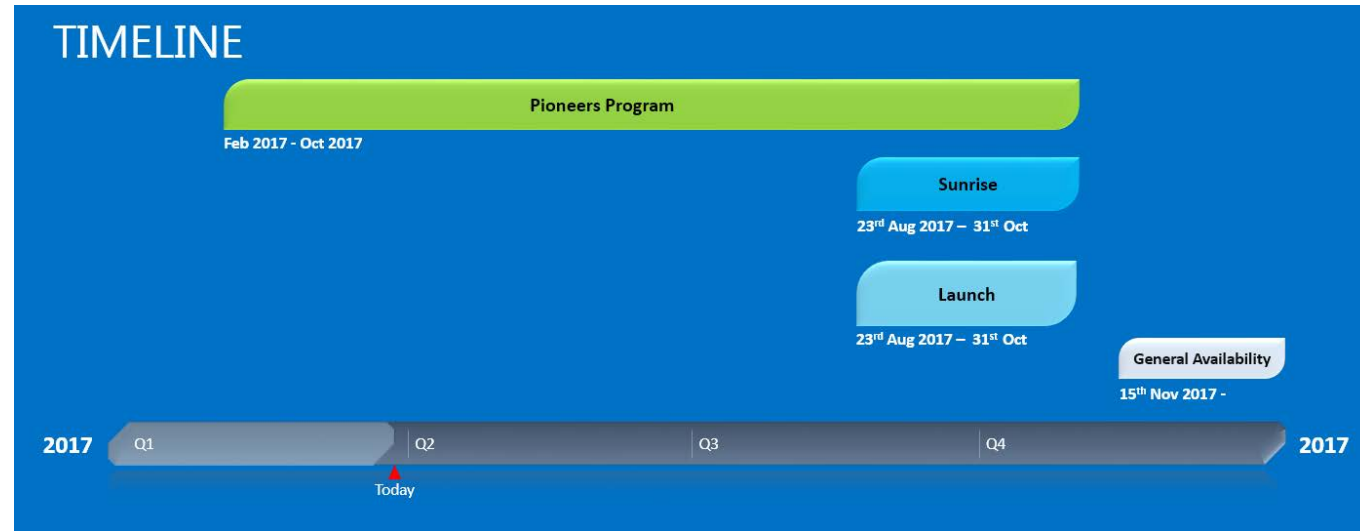 TIMELINE
Pioneers Program
Feb 2017 - Oct 2017
Sunrise
23rd Aug 2017 – 31st Oct
Launch
23rd Aug 2017 – 31st Oct
General Availability
15th Nov 2017 -
2017 Q1 Q2 Q3 Q4 2017
Today